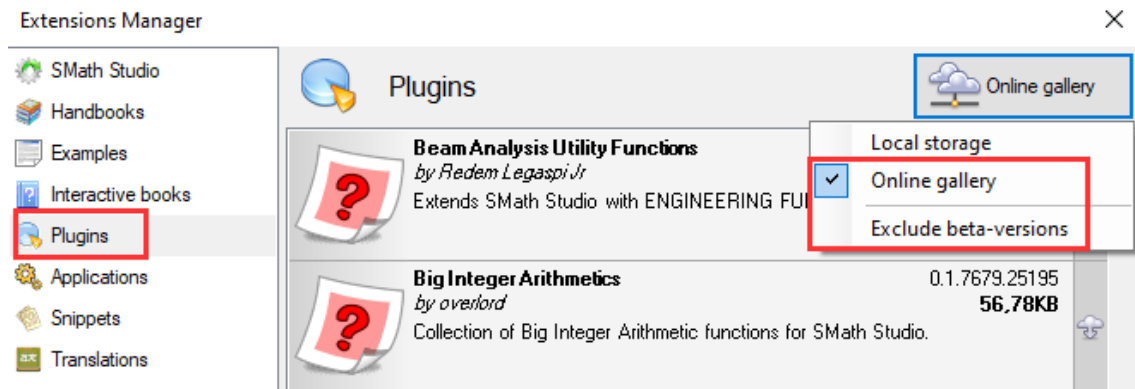 Extensions Manager
SMath Studio
Handbooks
Examples
Interactive books
Plugins
Applications
Snippets
Translations
Plugins
Online gallery
Local storage
Online gallery
Exclude beta-versions
Beam Analysis Utility Functions
by Redem Legaspi Jr
Extends SMath Studio with ENGINEERING
Big Integer Arithmetics
0.1.7679.25195
by overlord
56,78KB
Collection of Big Integer Arithmetic functions for SMath Studio.